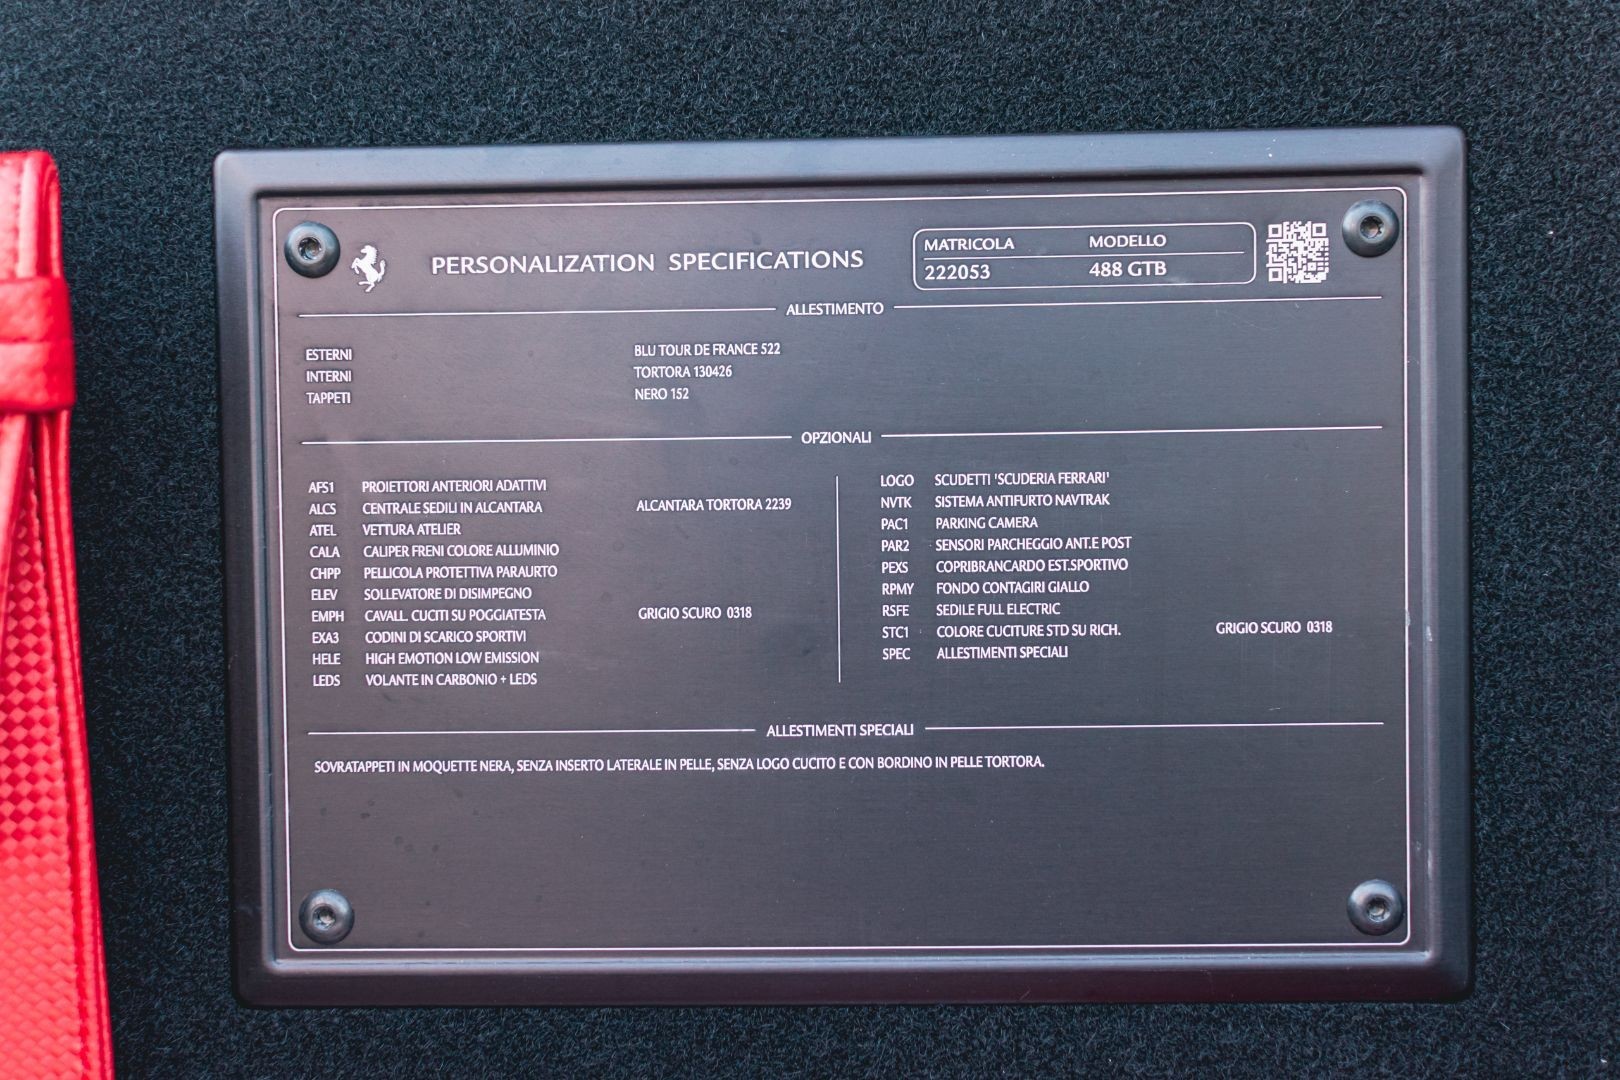 PERSONALIZATION SPECIFICATIONS
MATRICOLA MODELLO
222053 488 GTB
ALLESTIMENTO
ESTERNI BLU TOUR DE FRANCE 522
INTERNI TORTORA 130426
TAPPETI NERO 152
OPZIONALI
AFS1 PROIETTORI ANTERIORI ADATTIVI
ALCS CENTRALE SEDILI IN ALCANTARA ALCANTARA TORTORA 2239
ATEL VETTURA ATELIER
CALA CALIPER FRENI COLORE ALLUMINIO
CHPP PELLICOLA PROTETTIVA PARAURTO
ELEV SOLLEVATORE DI DISIMPEGNO
EMPH CAVALL. CUCITI SU POGGIATESTA GRIGIO SCURO 0318
EXA3 CODINI DI SCARICO SPORTIVI
HELE HIGH EMOTION LOW EMISSION
LEDS VOLANTE IN CARBONIO + LEDS
LOGO SCUDETTI 'SCUDERIA FERRARI'
NVTK SISTEMA ANTIFURTO NAVTRAK
PAC1 PARKING CAMERA
PAR2 SENSORI PARCHEGGIO ANT.E POST
PEXS COPRIBRANCARDO EST.SPORTIVO
RPMY FONDO CONTAGIRI GIALLO
RSFE SEDILE FULL ELECTRIC
STC1 COLORE CUCITURE STD SU RICH. GRIGIO SCURO 0318
SPEC ALLESTIMENTI SPECIALI
ALLESTIMENTI SPECIALI
SOVRATAPPETI IN MOQUETTE NERA, SENZA INSERTO LATERALE IN PELLE, SENZA LOGO CUCITO E CON BORDINO IN PELLE TORTORA.